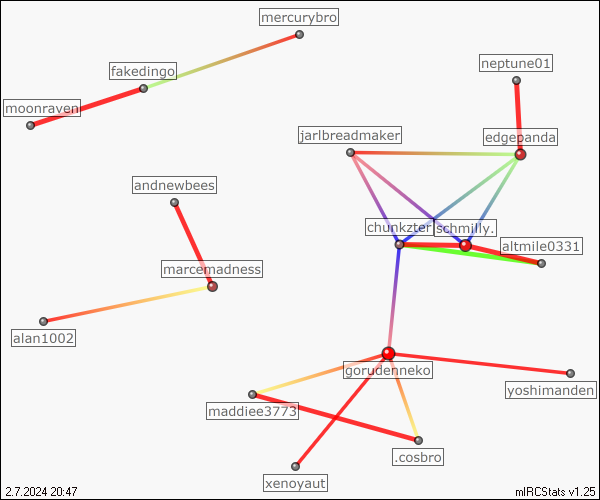 mercurybro
neptune01
fakedingo
moonraven
jarlbreadmaker
edgepanda
andnewbees
chunkzter
schmilly.
altmile0331
marcemadness
alan1002
gorudenneko
yoshimanden
maddiee3773
.cosbro
xenoyaut
2.7.2024 20:47
mIRCStats v1.25